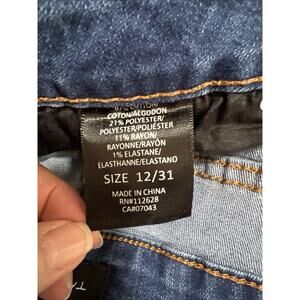 COTON/ALGODON
21% POLYESTER/
POLYESTER/POLIÉSTER
11% RAYON/
RAYONNE/RAYÓN
1% ELASTANE/
ELASTHANNE/ELASTANO
SIZE 12/31
MADE IN CHINA
RN#112628
CA#07043